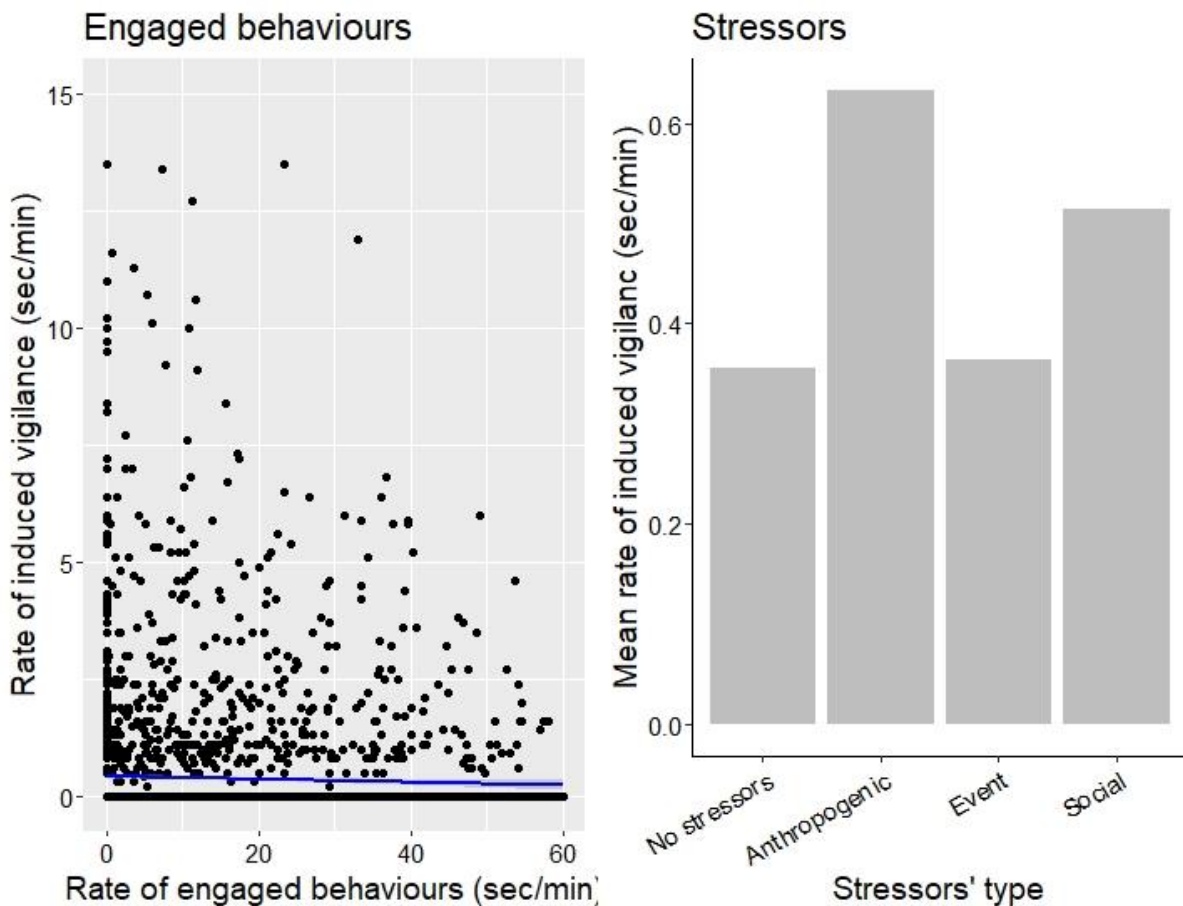 Engaged behaviours
Rate of induced vigilance (sec/min)
15
10
5
0
0 20 40 60
Rate of engaged behaviours (sec/min)
Stressors
Mean rate of induced vigilanc (sec/min)
0.6
0.4
0.2
0.0
No stressors
Anthropogenic
Event
Social
Stressors' type